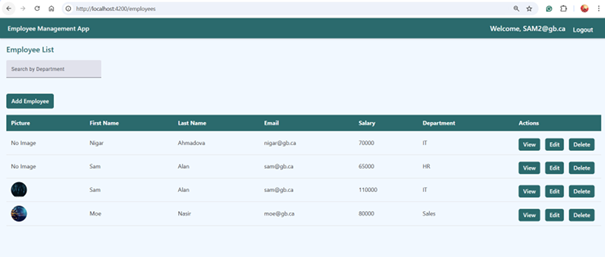 http://localhost:4200/employees
Employee Management App
Welcome, SAM2@gb.ca Logout
Employee List
Search by Department
Add Employee
Picture First Name Last Name Email Salary Department Actions
No Image Nigar Ahmadova nigar@gb.ca 70000 IT View Edit Delete
No Image Sam Alan sam@gb.ca 65000 HR View Edit Delete
Sam Alan sam@gb.ca 110000 IT View Edit Delete
Moe Nasir moe@gb.ca 80000 Sales View Edit Delete